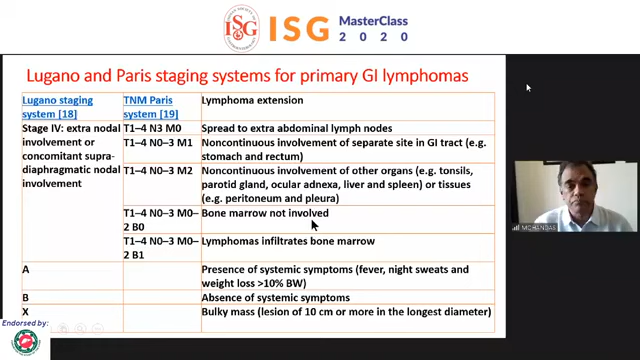 ISG
ISG
MasterClass
2 0 2 0
Lugano and Paris staging systems for primary GI lymphomas
Lugano staging system [18]
TNM Paris system [19]
Lymphoma extension
Stage IV: extra nodal involvement or concomitant supra-diaphragmatic nodal involvement
T1–4 N3 M0
Spread to extra abdominal lymph nodes
T1–4 N0–3 M1
Noncontinuous involvement of separate site in GI tract (e.g. stomach and rectum)
T1–4 N0–3 M2
Noncontinuous involvement of other organs (e.g. tonsils, parotid gland, ocular adnexa, liver and spleen) or tissues (e.g. peritoneum and pleura)
T1–4 N0–3 M0–2 B0
Bone marrow not involved
T1–4 N0–3 M0–2 B1
Lymphomas infiltrates bone marrow
A
Presence of systemic symptoms (fever, night sweats and weight loss >10% BW)
B
Absence of systemic symptoms
X
Bulky mass (lesion of 10 cm or more in the longest diameter)
Endorsed by: